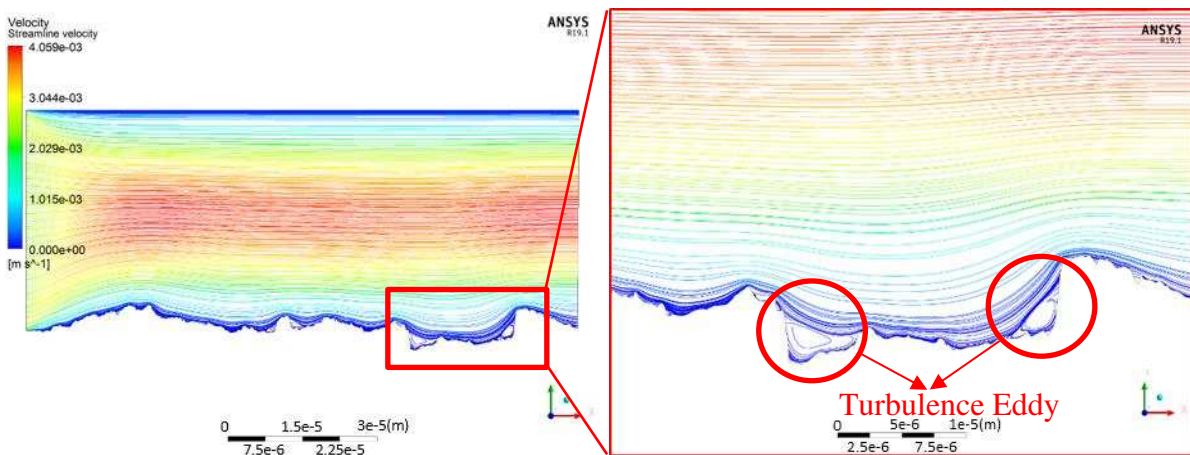 Velocity
Streamline velocity
4.059e-03
3.044e-03
2.029e-03
1.015e-03
0.000e+00
[m s^-1]
ANSYS
R19.1
0 1.5e-5 3e-5(m)
7.5e-6 2.25e-5
ANSYS
R19.1
Turbulence Eddy
0 5e-6 1e-5(m)
2.5e-6 7.5e-6